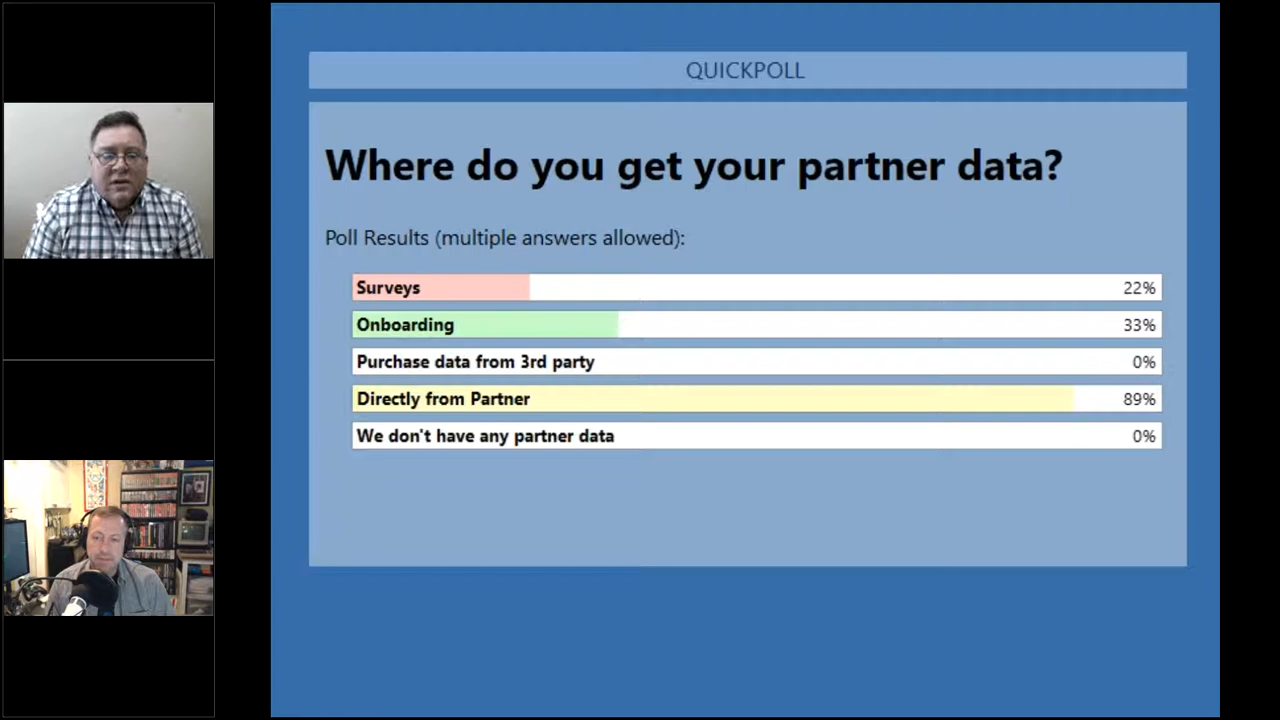 QUICKPOLL
Where do you get your partner data?
Poll Results (multiple answers allowed):
Surveys 22%
Onboarding 33%
Purchase data from 3rd party 0%
Directly from Partner 89%
We don't have any partner data 0%